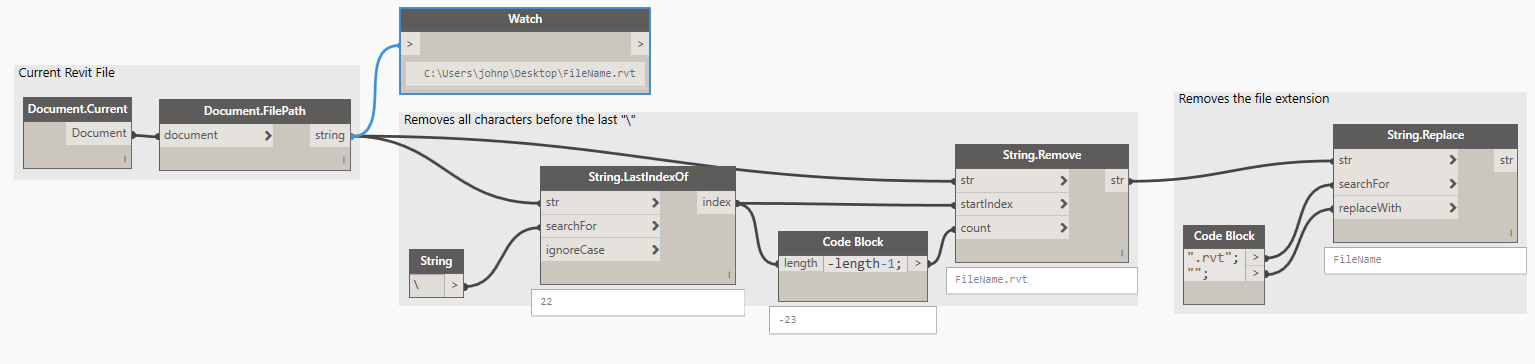 Watch
>
>
C:\Users\johnp\Desktop\FileName.rvt
Current Revit File
Document.Current
Document
Document.FilePath
document >
string
Removes all characters before the last "\"
String.LastIndexOf
str >
index
searchFor >
ignoreCase >
22
String
\ >
Code Block
length -length-1; >
-23
String.Remove
str >
str
startIndex >
count >
FileName.rvt
Removes the file extension
Code Block
".rvt"; >
""; >
String.Replace
str >
str
searchFor >
replaceWith >
FileName